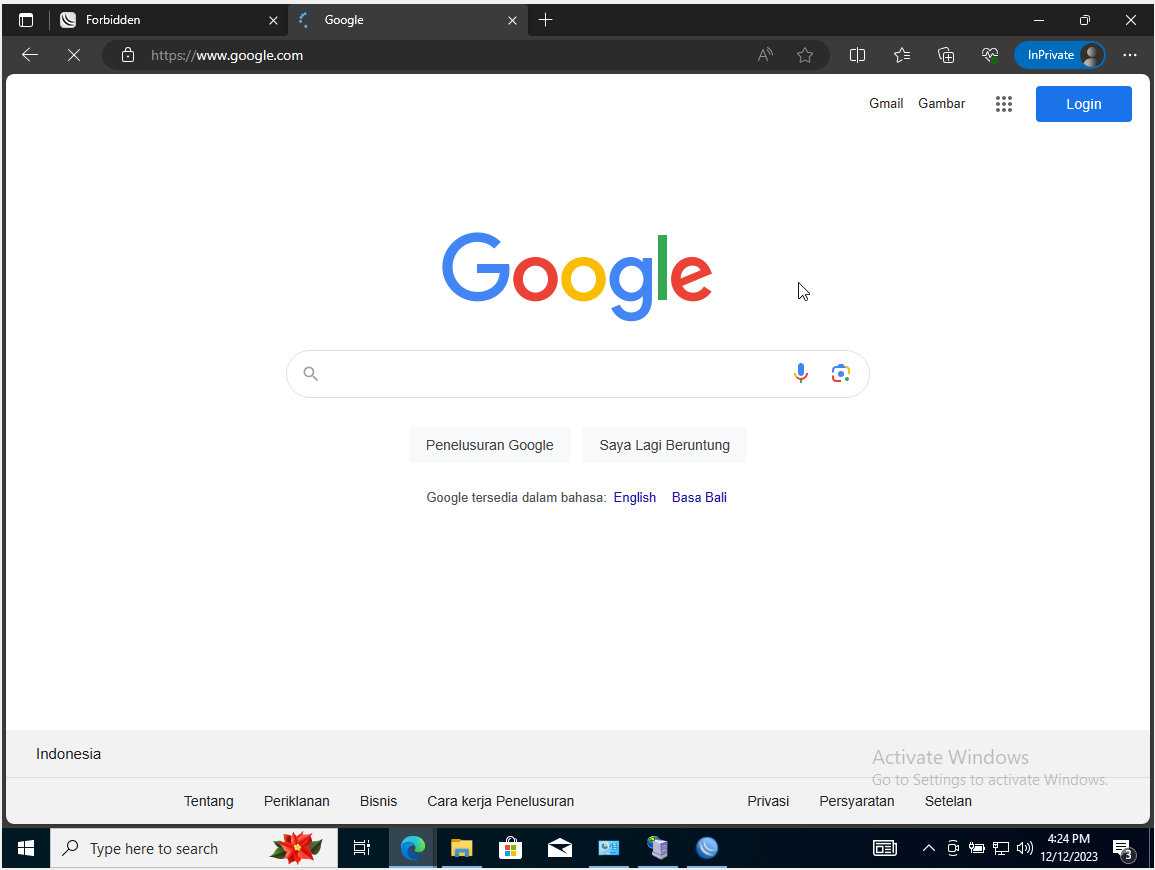 Forbidden
Google
https://www.google.com
InPrivate
Gmail Gambar Login
Google
Penelusuran Google Saya Lagi Beruntung
Google tersedia dalam bahasa: English Basa Bali
Indonesia
Activate Windows
Go to Settings to activate Windows.
Tentang Periklanan Bisnis Cara kerja Penelusuran Privasi Persyaratan Setelan
Type here to search
4:24 PM
12/12/2023
3